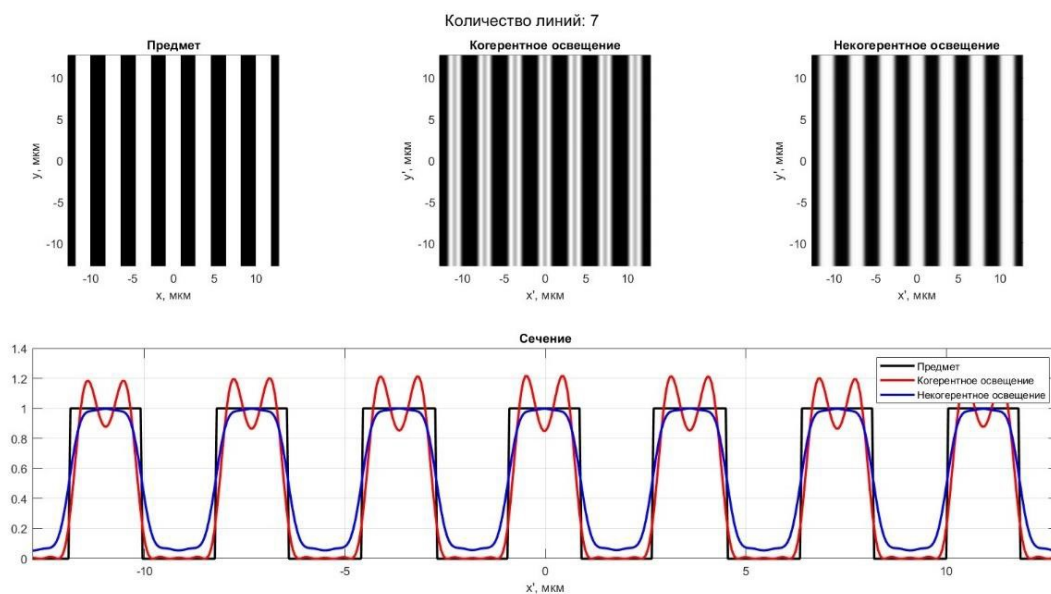 Количество линий: 7
Предмет
Когерентное освещение
Некогерентное освещение
10
5
0
-5
-10
y, мкм
-10 -5 0 5 10
x, мкм
10
5
0
-5
-10
y', мкм
-10 -5 0 5 10
x', мкм
10
5
0
-5
-10
y', мкм
-10 -5 0 5 10
x', мкм
Сечение
1.4
1.2
1
0.8
0.6
0.4
0.2
0
-10 -5 0 5 10
x', мкм
Предмет
Когерентное освещение
Некогерентное освещение